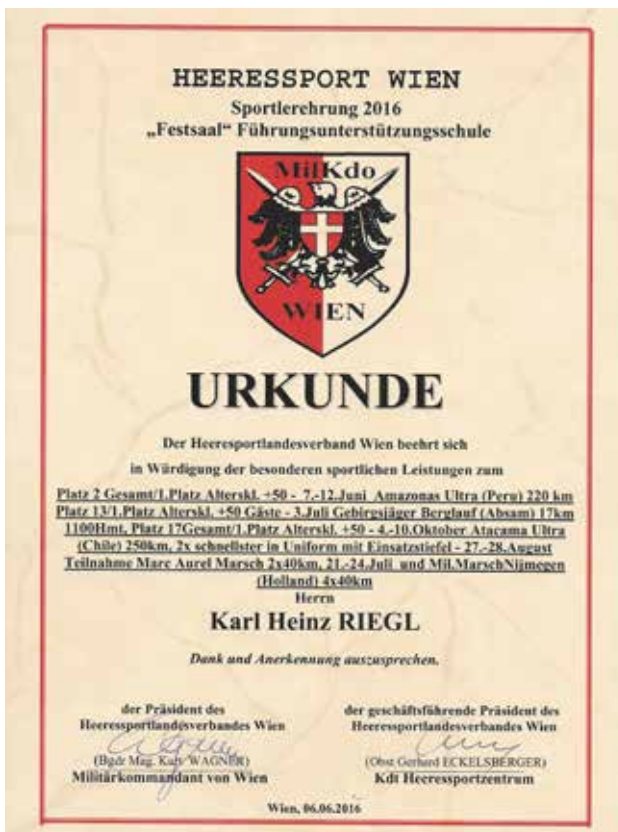 HEERESSPORT WIEN
Sportlerehrung 2016
„Festsaal“ Führungsunterstützungsschule
MilKdo
WIEN
URKUNDE
Der Heeresportlandesverband Wien beehrt sich
in Würdigung der besonderen sportlichen Leistungen zum
Platz 2 Gesamt/1.Platz Alterskl. +50 - 7.-12.Juni Amazonas Ultra (Peru) 220 km
Platz 13/1.Platz Alterskl. +50 Gäste - 3.Juli Gebirgsjäger Berglauf (Absam) 17km
1100Hmt, Platz 17Gesamt/1.Platz Alterskl. +50 - 4.-10.Oktober Atacama Ultra
(Chile) 250km, 2x schnellster in Uniform mit Einsatzstiefel - 27.-28.August
Teilnahme Marc Aurel Marsch 2x40km, 21.-24.Juli und Mil.MarschNijmegen
(Holland) 4x40km
Herrn
Karl Heinz RIEGL
Dank und Anerkennung auszusprechen.
der Präsident des
Heeressportlandesverbandes Wien
(Bgdr Mag. Kurt WAGNER)
Militärkommandant von Wien
der geschäftsführende Präsident des
Heeressportlandesverbandes Wien
(Obst Gerhard ECKELSBERGER)
Kdt Heeressportzentrum
Wien, 06.06.2016